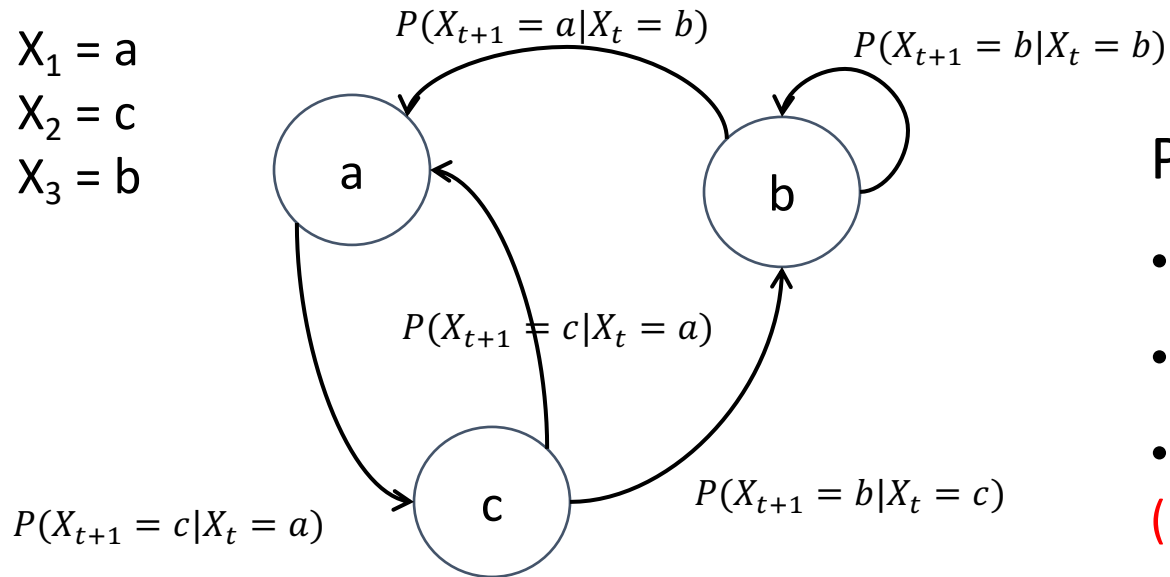 X₁ = a
X₂ = c
X₃ = b
P(Xₜ₊₁ = a|Xₜ = b)
P(Xₜ₊₁ = b|Xₜ = b)
a
b
P
•
P(Xₜ₊₁ = c|Xₜ = a)
•
•
c
P(Xₜ₊₁ = b|Xₜ = c)
P(Xₜ₊₁ = c|Xₜ = a)
(